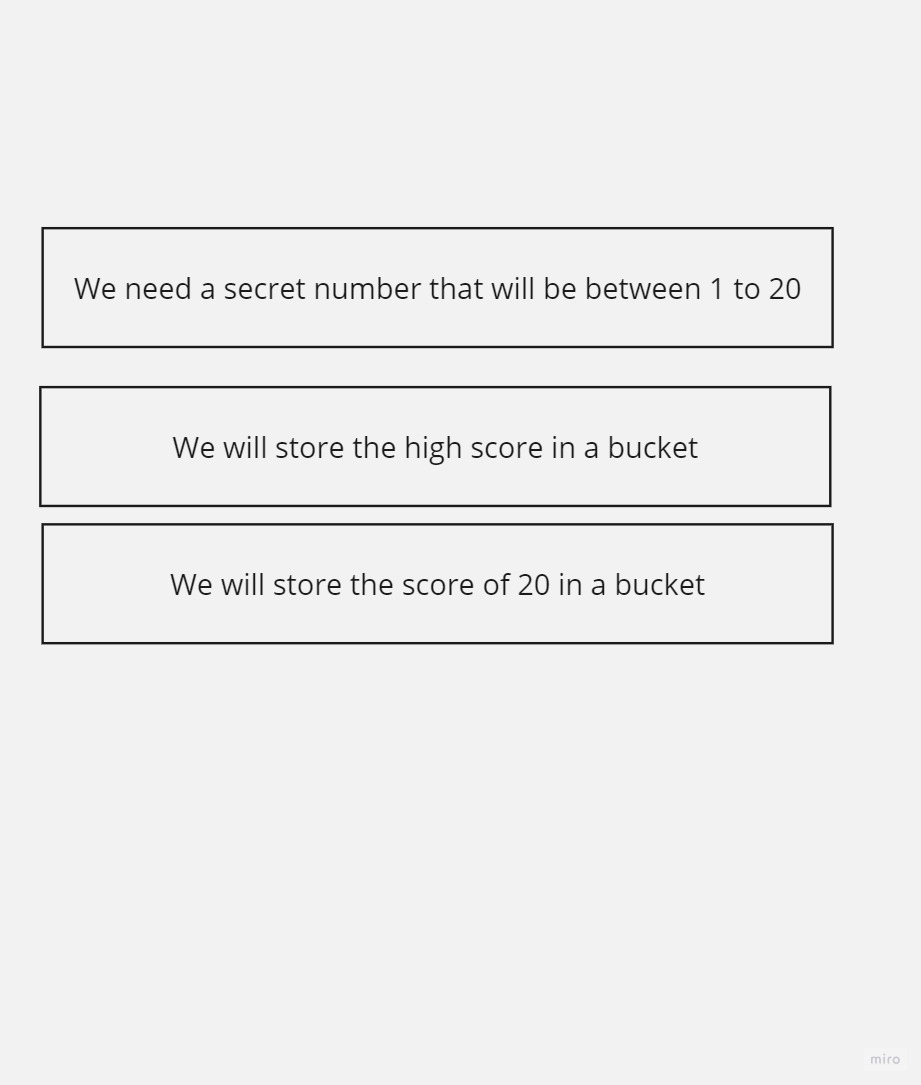 We need a secret number that will be between 1 to 20
We will store the high score in a bucket
We will store the score of 20 in a bucket
miro